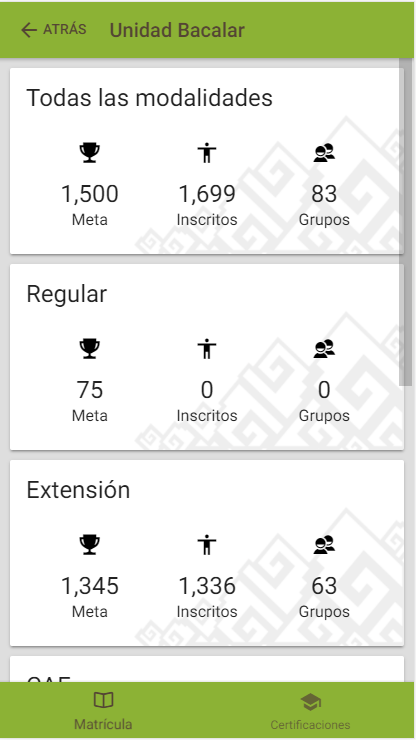 ATRÁS Unidad Bacalar
Todas las modalidades
1,500 1,699 83
Meta Inscritos Grupos
Regular
75 0 0
Meta Inscritos Grupos
Extensión
1,345 1,336 63
Meta Inscritos Grupos
Matrícula Certificaciones